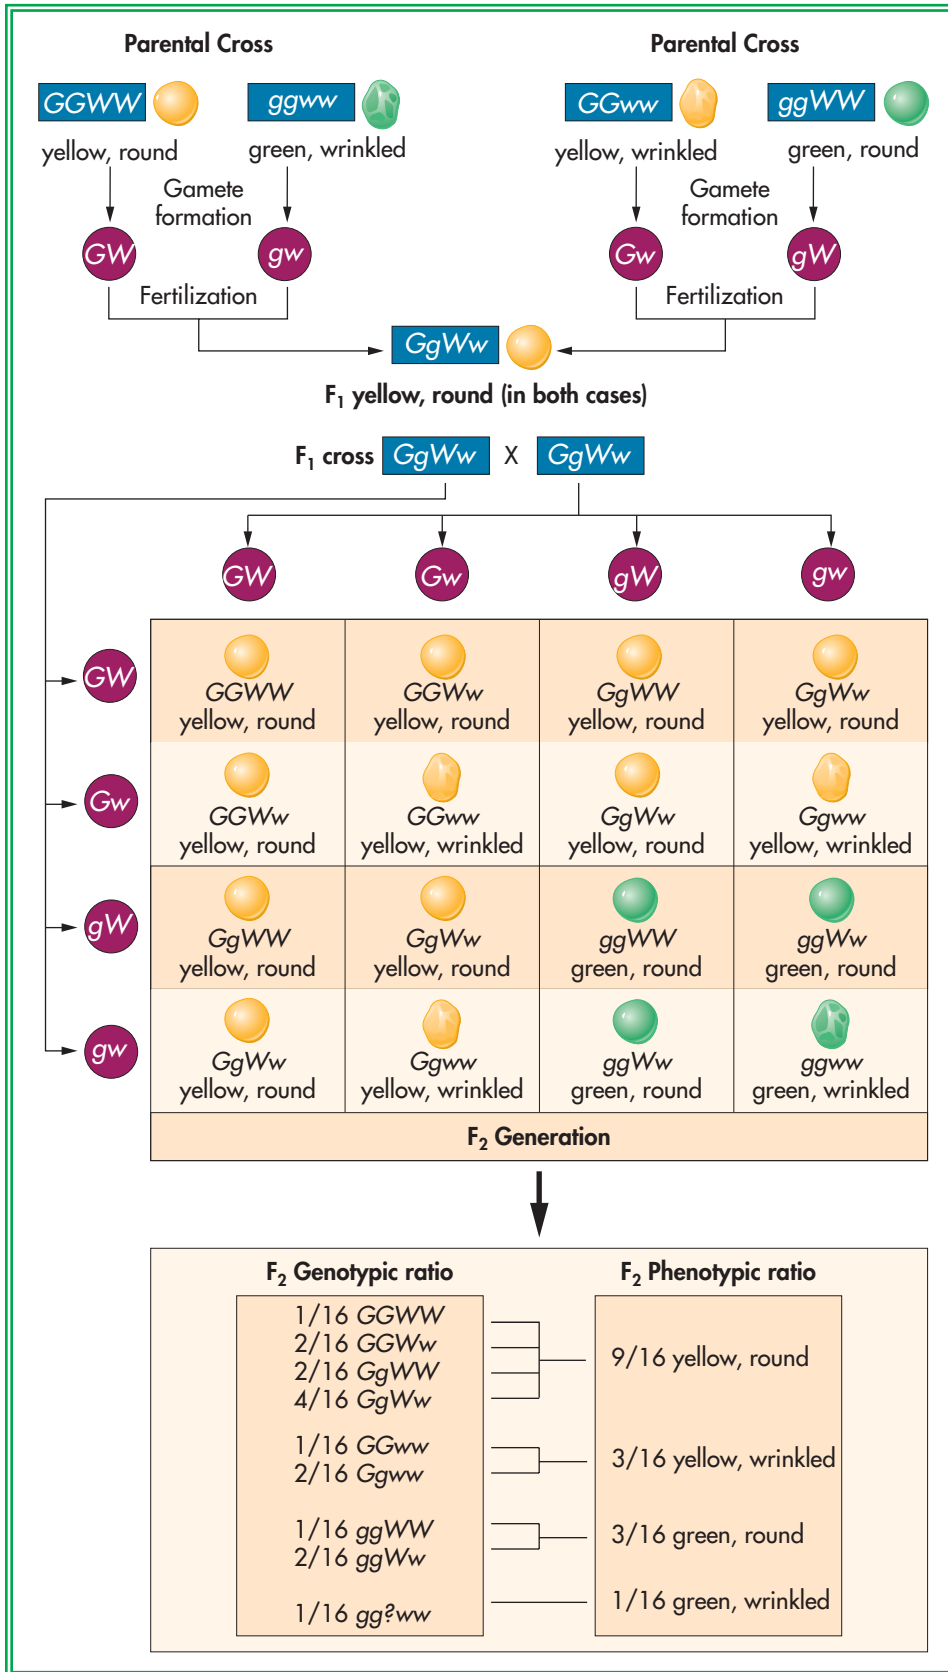 Parental Cross
Parental Cross
GGWW
ggww
GGww
ggWW
yellow, round
green, wrinkled
yellow, wrinkled
green, round
Gamete
formation
Gamete
formation
GW
gw
Gw
gW
Fertilization
Fertilization
GgWw
F₁ yellow, round (in both cases)
F₁ cross GgWw X GgWw
GW
Gw
gW
gw
GW
GGWW
GGWw
GgWW
GgWw
yellow, round
yellow, round
yellow, round
yellow, round
Gw
GGWw
GGww
GgWw
Ggww
yellow, round
yellow, wrinkled
yellow, round
yellow, wrinkled
gW
GgWW
GgWw
ggWW
ggWw
yellow, round
yellow, round
green, round
green, round
gw
GgWw
Ggww
ggWw
ggww
yellow, round
yellow, wrinkled
green, round
green, wrinkled
F₂ Generation
F₂ Genotypic ratio
F₂ Phenotypic ratio
1/16 GGWW
2/16 GGWw
2/16 GgWW
4/16 GgWw
9/16 yellow, round
1/16 GGww
2/16 Ggww
3/16 yellow, wrinkled
1/16 ggWW
2/16 ggWw
3/16 green, round
1/16 gg?ww
1/16 green, wrinkled